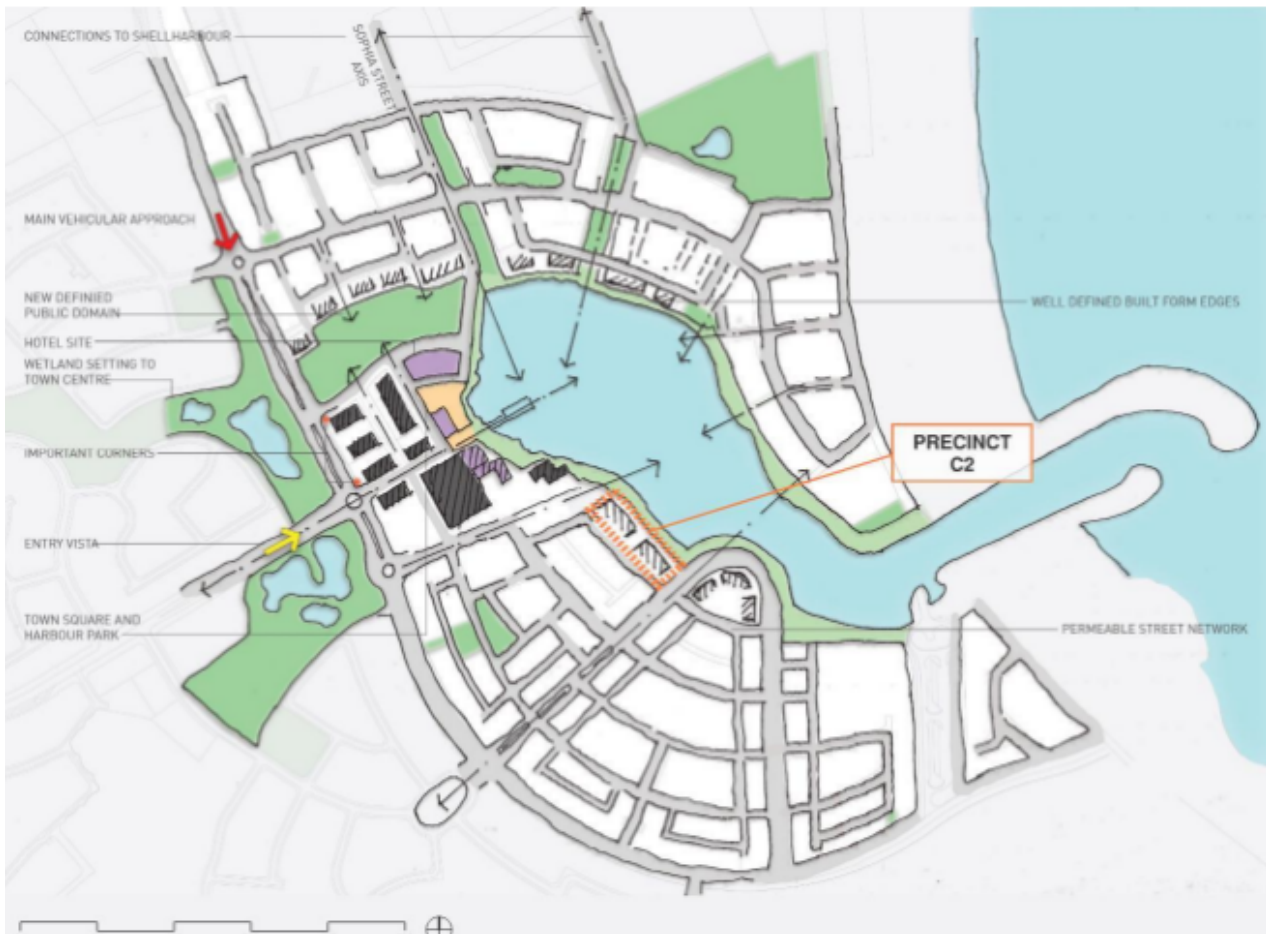 CONNECTIONS TO SHELLHARBOUR
SOPHIA STREET
AXIS
MAIN VEHICULAR APPROACH
NEW DEFINIED
PUBLIC DOMAIN
WELL DEFINED BUILT FORM EDGES
HOTEL SITE
WETLAND SETTING TO
TOWN CENTRE
PRECINCT
C2
IMPORTANT CORNERS
ENTRY VISTA
TOWN SQUARE AND
HARBOUR PARK
PERMEABLE STREET NETWORK